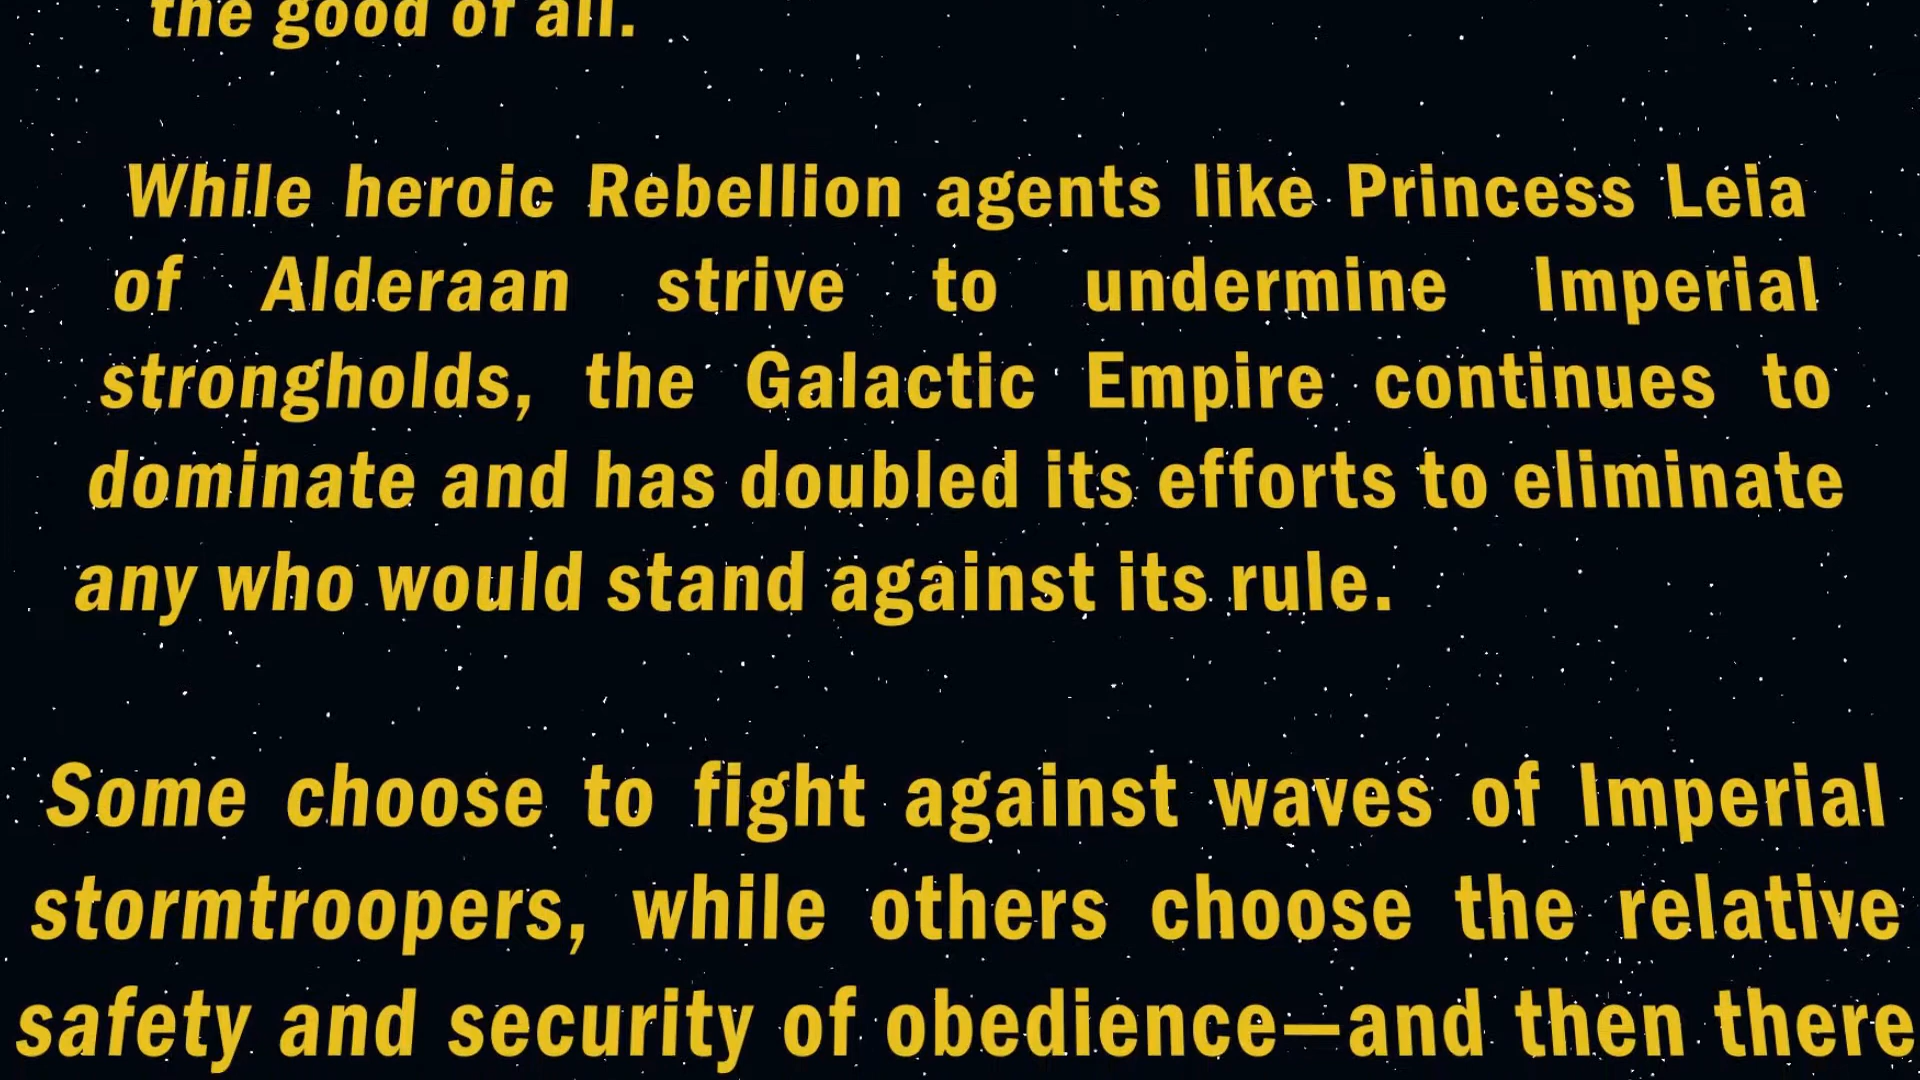 the good of all.
While heroic Rebellion agents like Princess Leia
of Alderaan strive to undermine Imperial
strongholds, the Galactic Empire continues to
dominate and has doubled its efforts to eliminate
any who would stand against its rule.
Some choose to fight against waves of Imperial
stormtroopers, while others choose the relative
safety and security of obedience—and then there